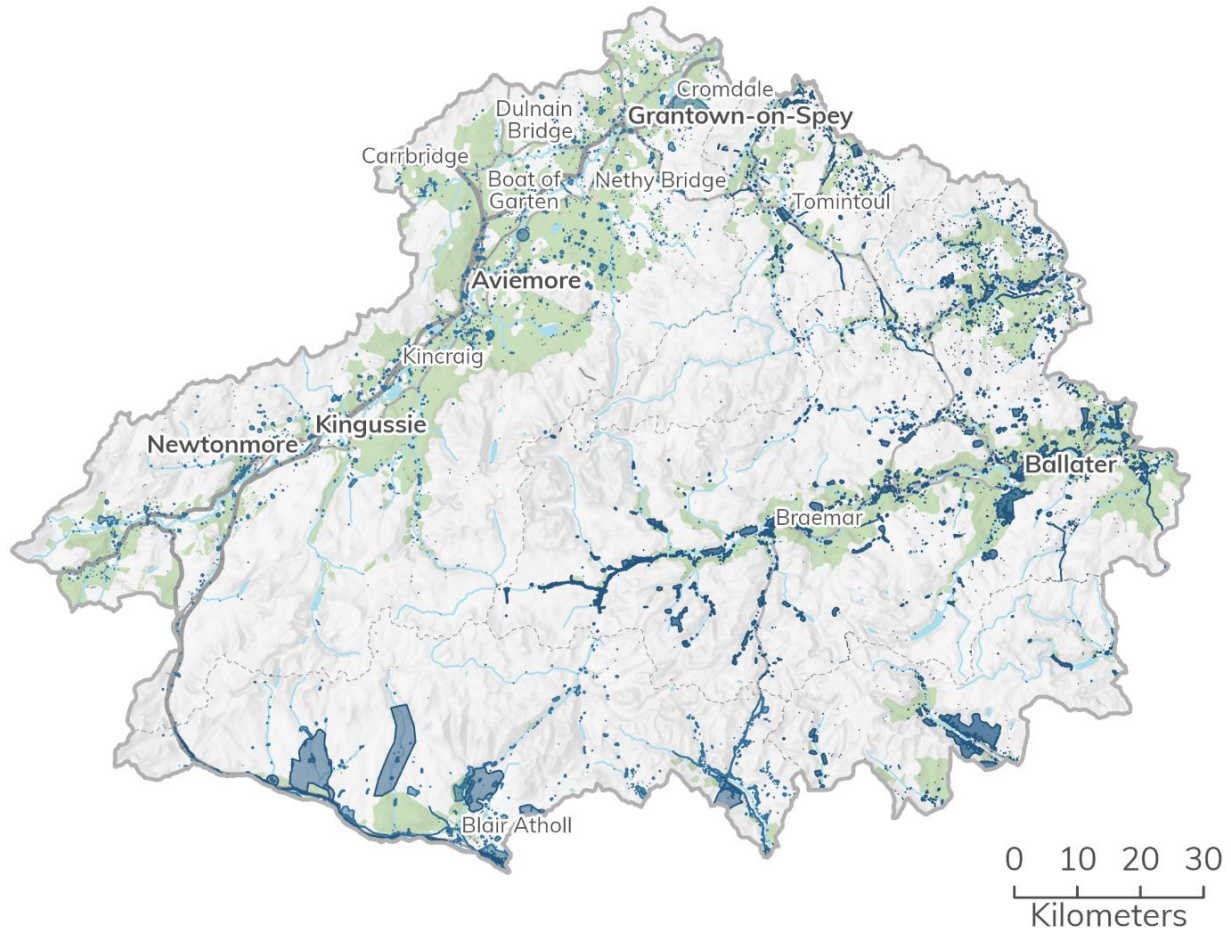 Cromdale
Dulnain
Bridge
Grantown-on-Spey
Carrbridge
Boat of
Garten
Nethy Bridge
Tomintoul
Aviemore
Kincraig
Kingussie
Newtonmore
Ballater
Braemar
Blair Atholl
0 10 20 30
Kilometers